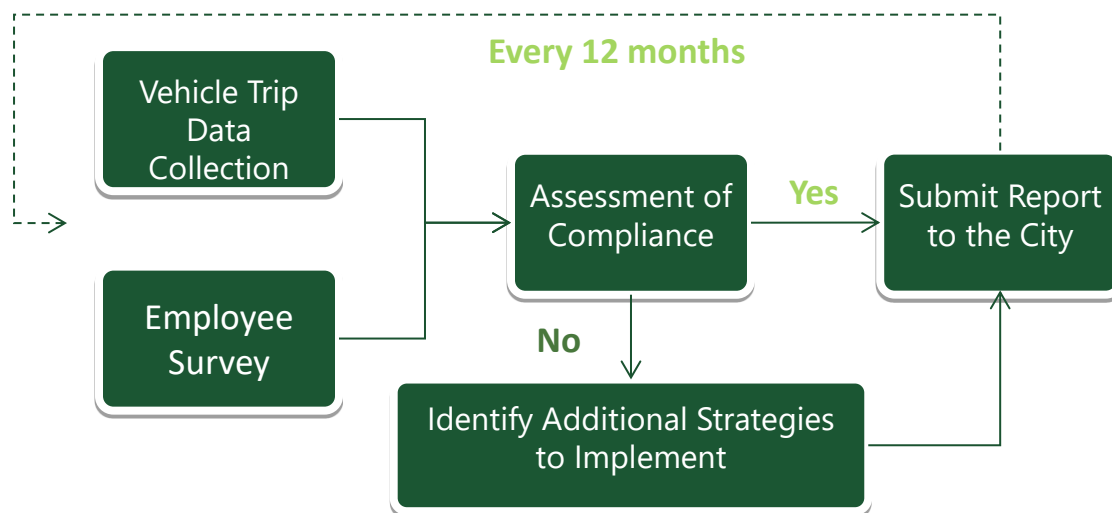 Every 12 months
Vehicle Trip
Data
Collection
Assessment of
Compliance
Yes
Submit Report
to the City
Employee
Survey
No
Identify Additional Strategies
to Implement